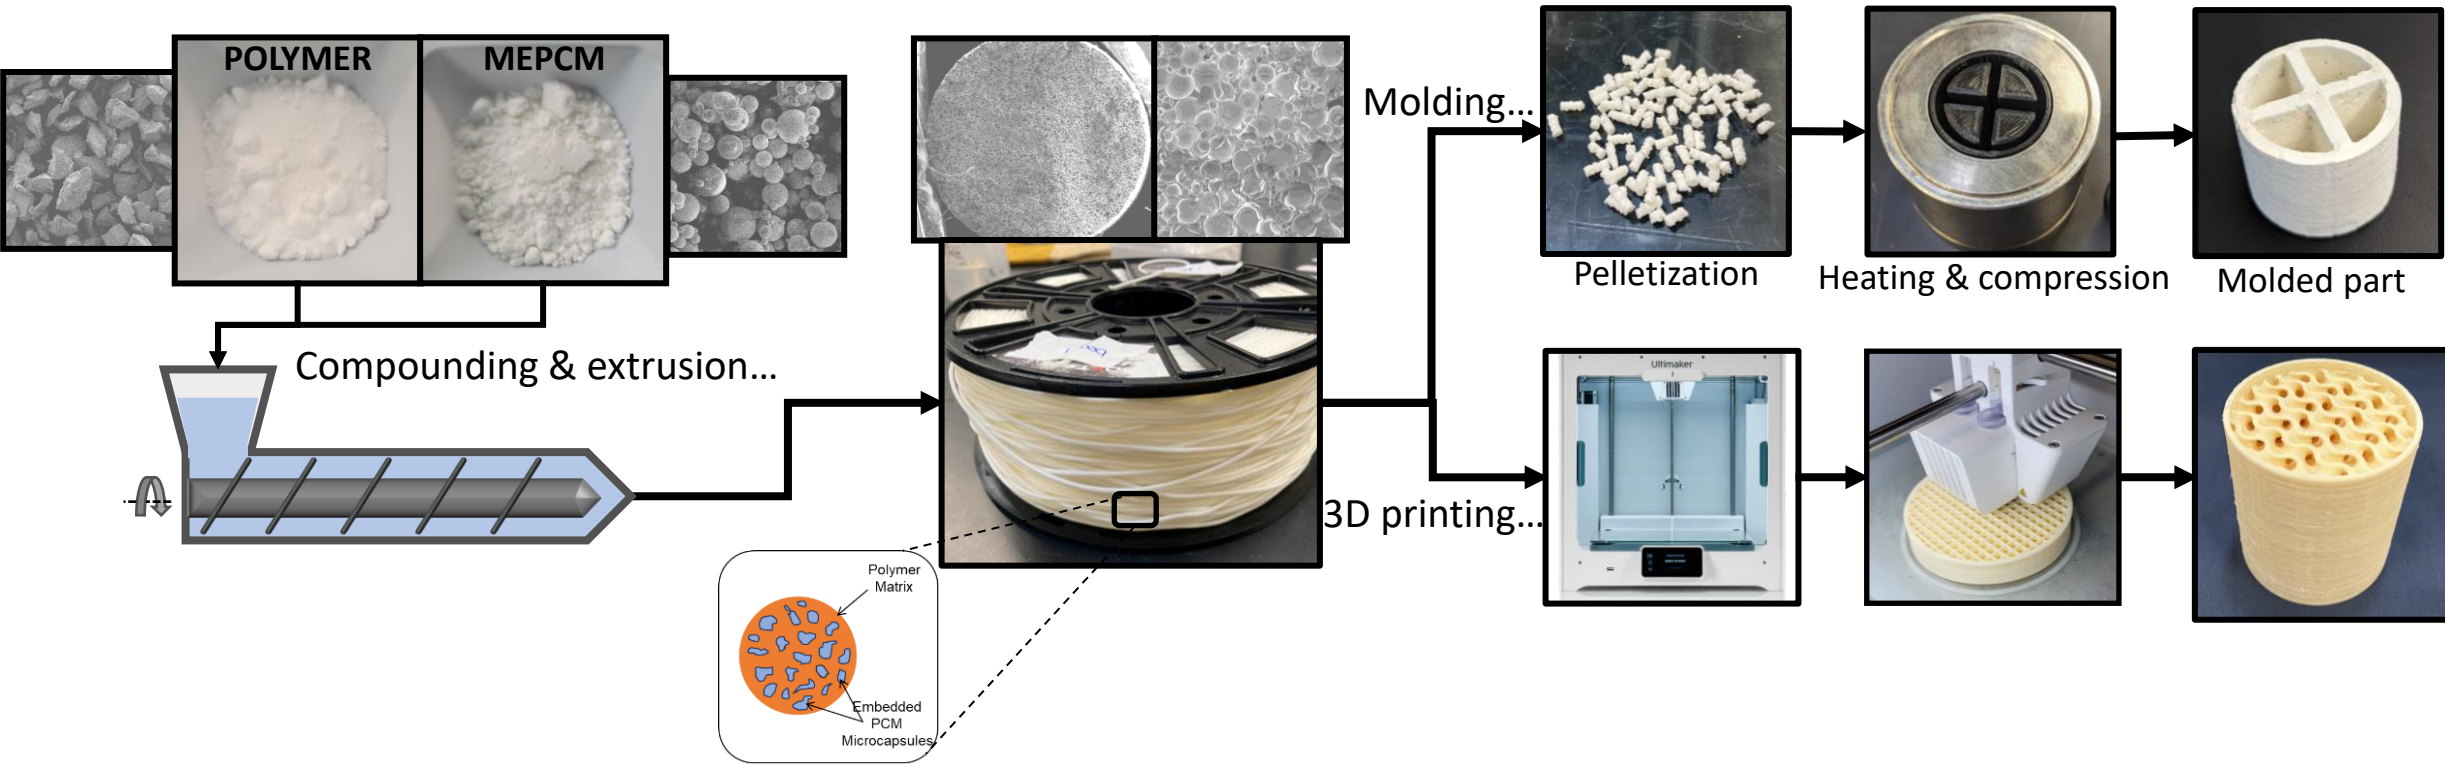 POLYMER
MEPCM
Compounding & extrusion...
Polymer
Matrix
Embedded
PCM
Microcapsules
Molding...
Pelletization
Heating & compression
Molded part
3D printing...
Ultimaker